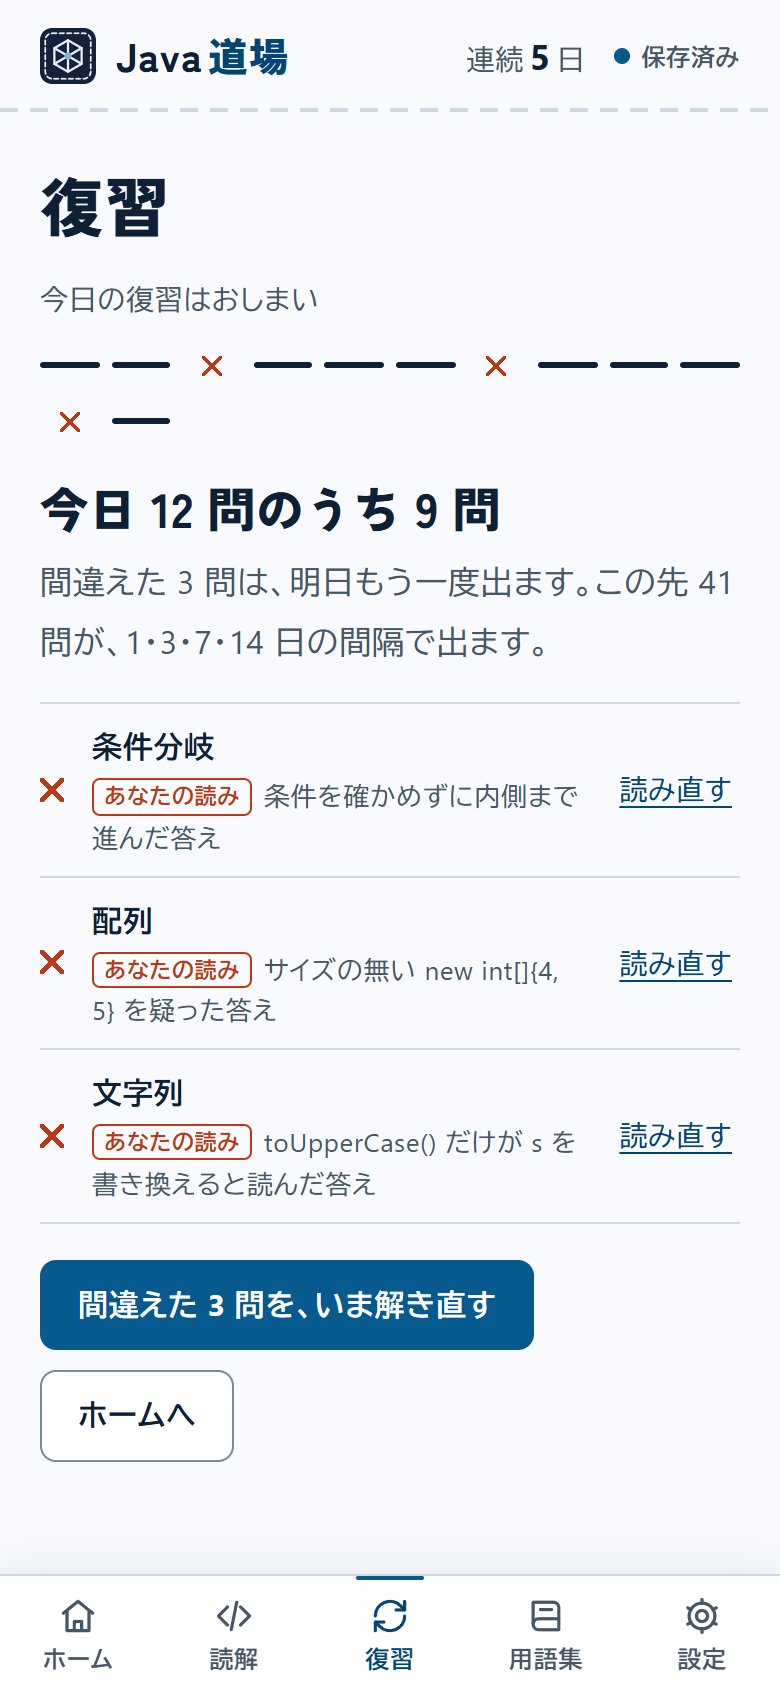 Java 道場
連続 5 日
保存済み
復習
今日の復習はおしまい
今日 12 問のうち 9 問
間違えた 3 問は、明日もう一度出ます。この先 41
問が、1・3・7・14 日の間隔で出ます。
条件分岐
あなたの読み 条件を確かめずに内側まで
進んだ答え
読み直す
配列
あなたの読み サイズの無い new int[]{4,
5} を疑った答え
読み直す
文字列
あなたの読み toUpperCase() だけが s を
書き換えると読んだ答え
読み直す
間違えた 3 問を、いま解き直す
ホームへ
ホーム
読解
復習
用語集
設定